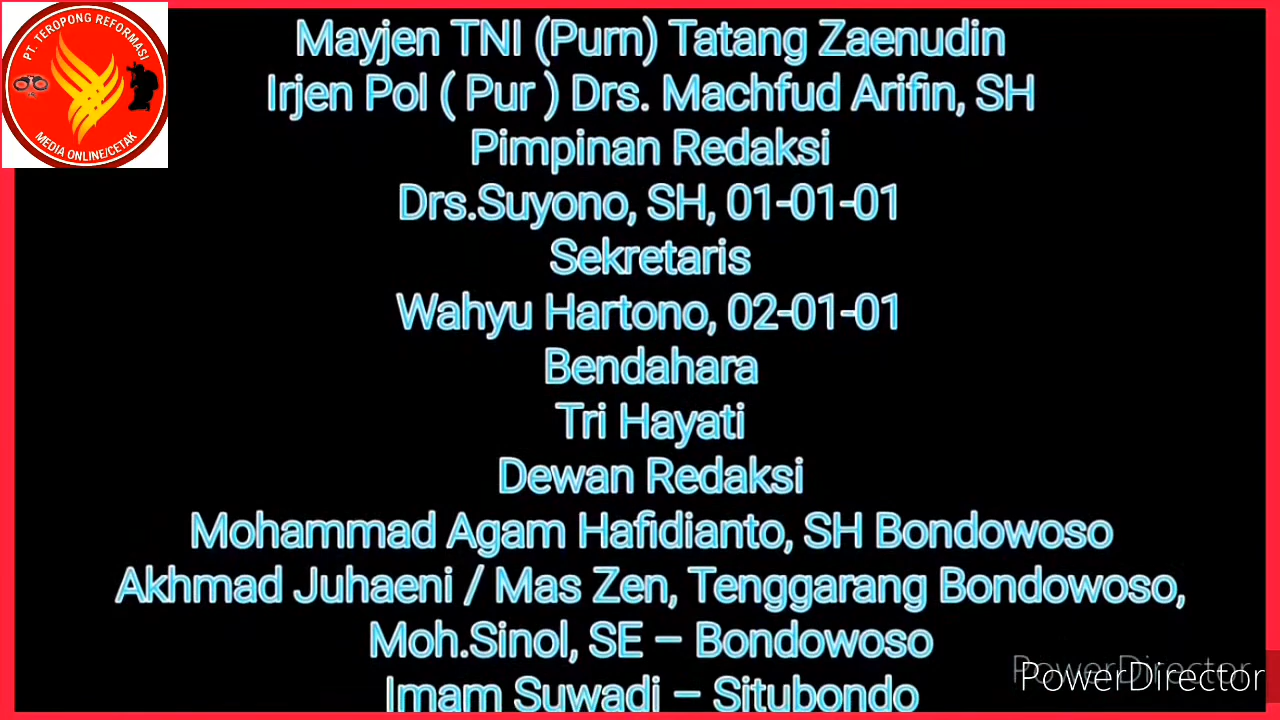 PT. TEROPONG REFORMASI
MEDIA ONLINE/CETAK
Mayjen TNI (Purn) Tatang Zaenudin
Irjen Pol ( Pur ) Drs. Machfud Arifin, SH
Pimpinan Redaksi
Drs.Suyono, SH, 01-01-01
Sekretaris
Wahyu Hartono, 02-01-01
Bendahara
Tri Hayati
Dewan Redaksi
Mohammad Agam Hafidianto, SH Bondowoso
Akhmad Juhaeni / Mas Zen, Tenggarang Bondowoso,
Moh.Sinol, SE – Bondowoso
Imam Suwadi – Situbondo
PowerDirector
PowerDirector